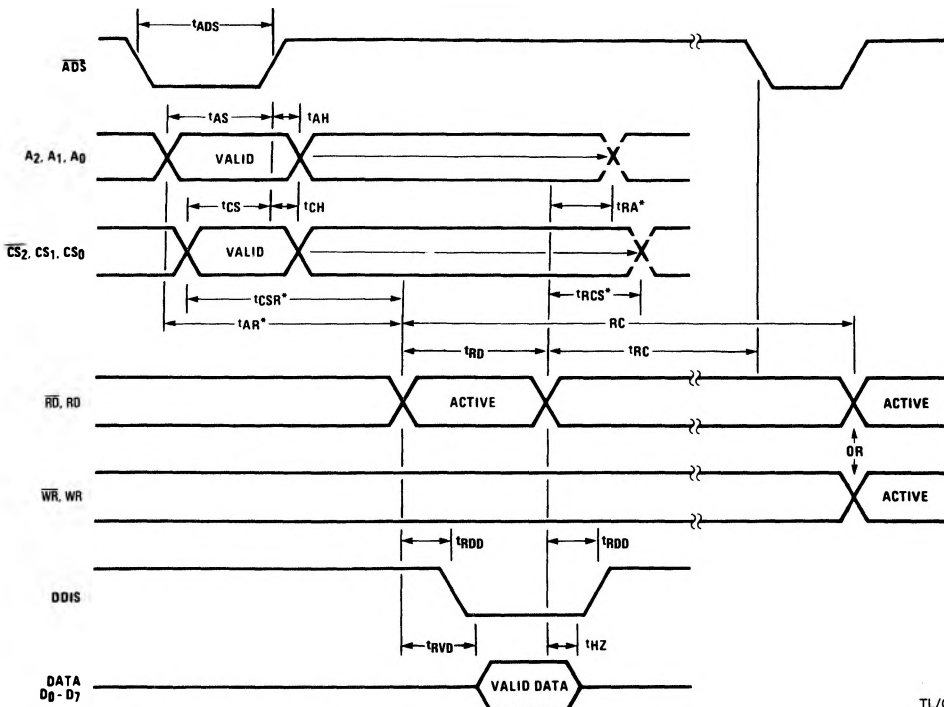 tADS
ADS
tAS tAH
A2, A1, A0 VALID
tCS tCH tRA*
CS2, CS1, CS0 VALID
tCSR* tRCS*
tAR* RC
tRD tRC
RD, RD ACTIVE ACTIVE
OR
WR, WR ACTIVE
tRDD tRDD
DDIS
tRVD tHZ
DATA
D0 - D7 VALID DATA